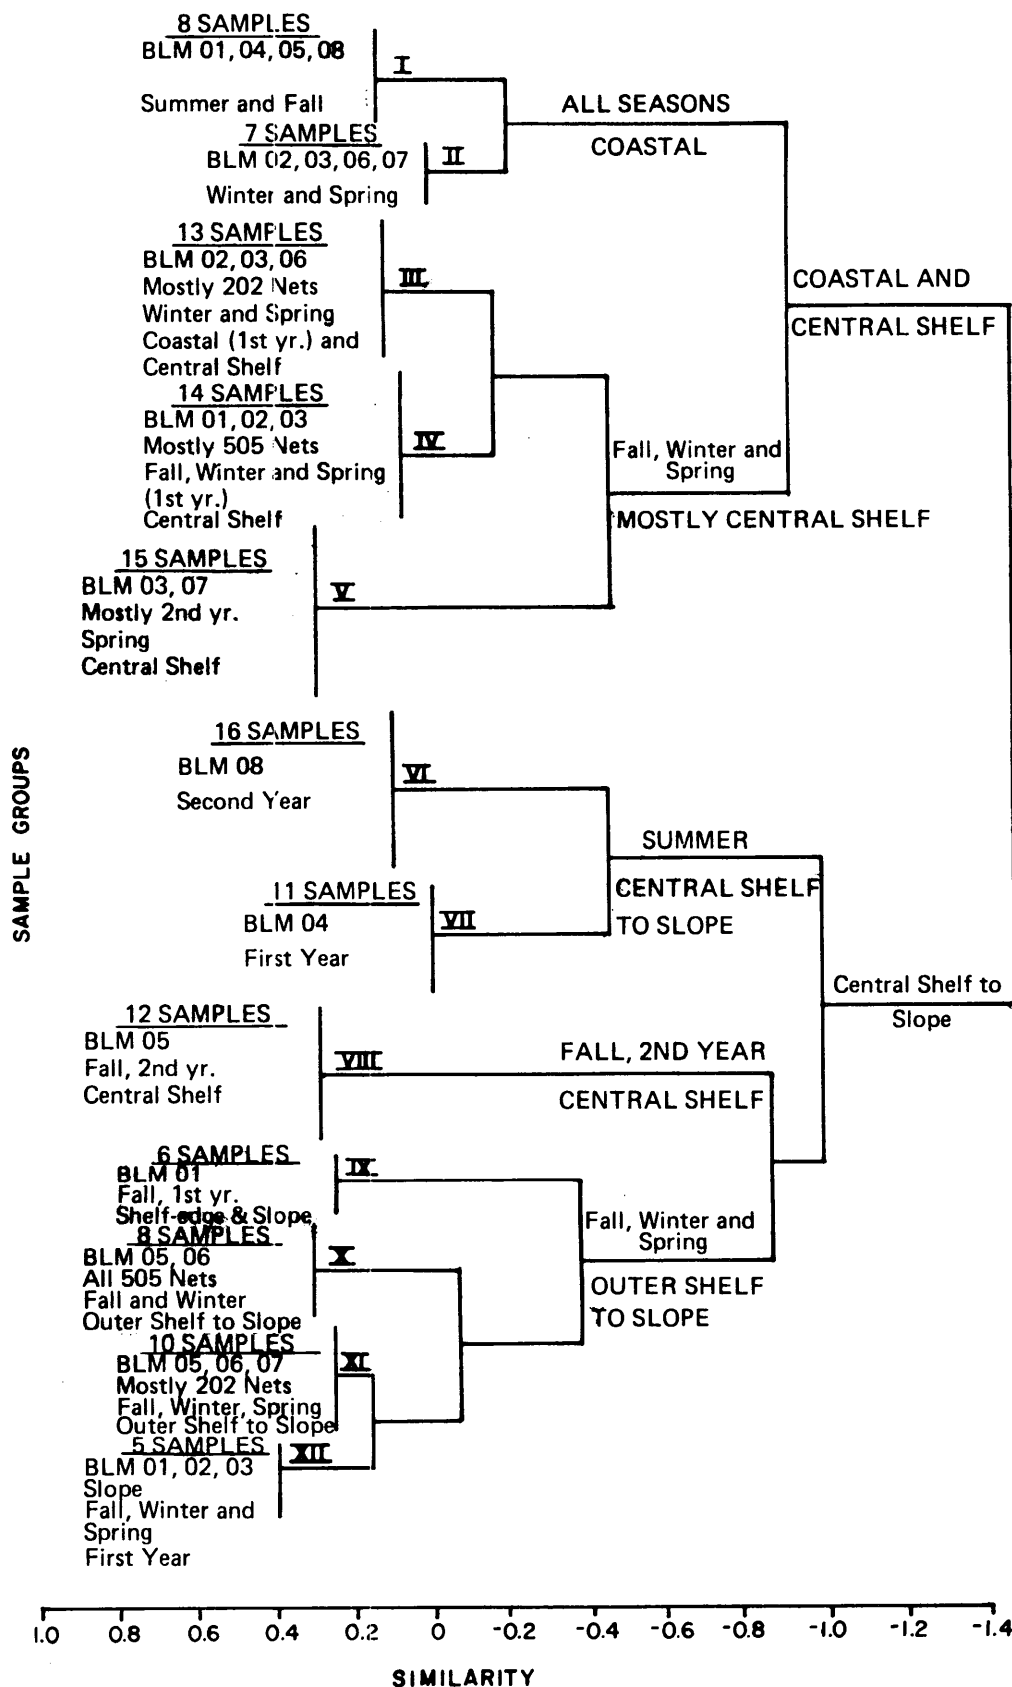 8 SAMPLES
BLM 01, 04, 05, 08
I
Summer and Fall
ALL SEASONS
COASTAL
7 SAMPLES
BLM 02, 03, 06, 07
II
Winter and Spring
13 SAMPLES
BLM 02, 03, 06
Mostly 202 Nets
Winter and Spring
Coastal (1st yr.) and
Central Shelf
III
COASTAL AND
CENTRAL SHELF
14 SAMPLES
BLM 01, 02, 03
Mostly 505 Nets
Fall, Winter and Spring
(1st yr.)
Central Shelf
IV
Fall, Winter and
Spring
MOSTLY CENTRAL SHELF
15 SAMPLES
BLM 03, 07
Mostly 2nd yr.
Spring
Central Shelf
V
SAMPLE GROUPS
16 SAMPLES
BLM 08
Second Year
VI
SUMMER
CENTRAL SHELF
TO SLOPE
11 SAMPLES
BLM 04
First Year
VII
Central Shelf to
Slope
12 SAMPLES
BLM 05
Fall, 2nd yr.
Central Shelf
VIII
FALL, 2ND YEAR
CENTRAL SHELF
6 SAMPLES
BLM 01
Fall, 1st yr.
Shelf-edge & Slope
IX
Fall, Winter and
Spring
OUTER SHELF
TO SLOPE
8 SAMPLES
BLM 05, 06
All 505 Nets
Fall and Winter
Outer Shelf to Slope
X
10 SAMPLES
BLM 05, 06, 07
Mostly 202 Nets
Fall, Winter, Spring
Outer Shelf to Slope
XI
5 SAMPLES
BLM 01, 02, 03
Slope
Fall, Winter and
Spring
First Year
XII
1.0 0.8 0.6 0.4 0.2 0 -0.2 -0.4 -0.6 -0.8 -1.0 -1.2 -1.4
SIMILARITY